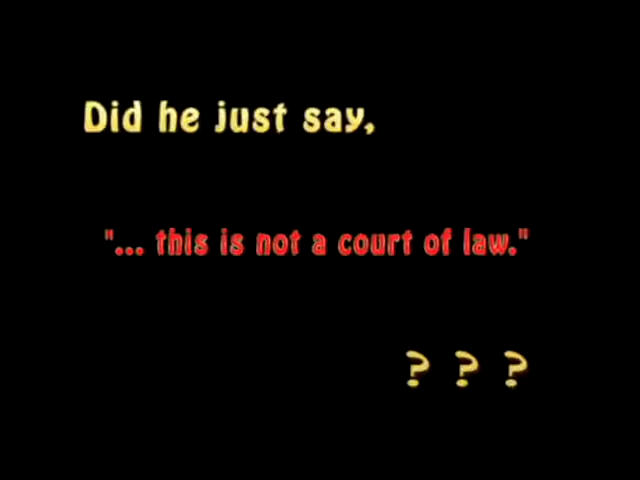 Did he just say,
"... this is not a court of law."
? ? ?